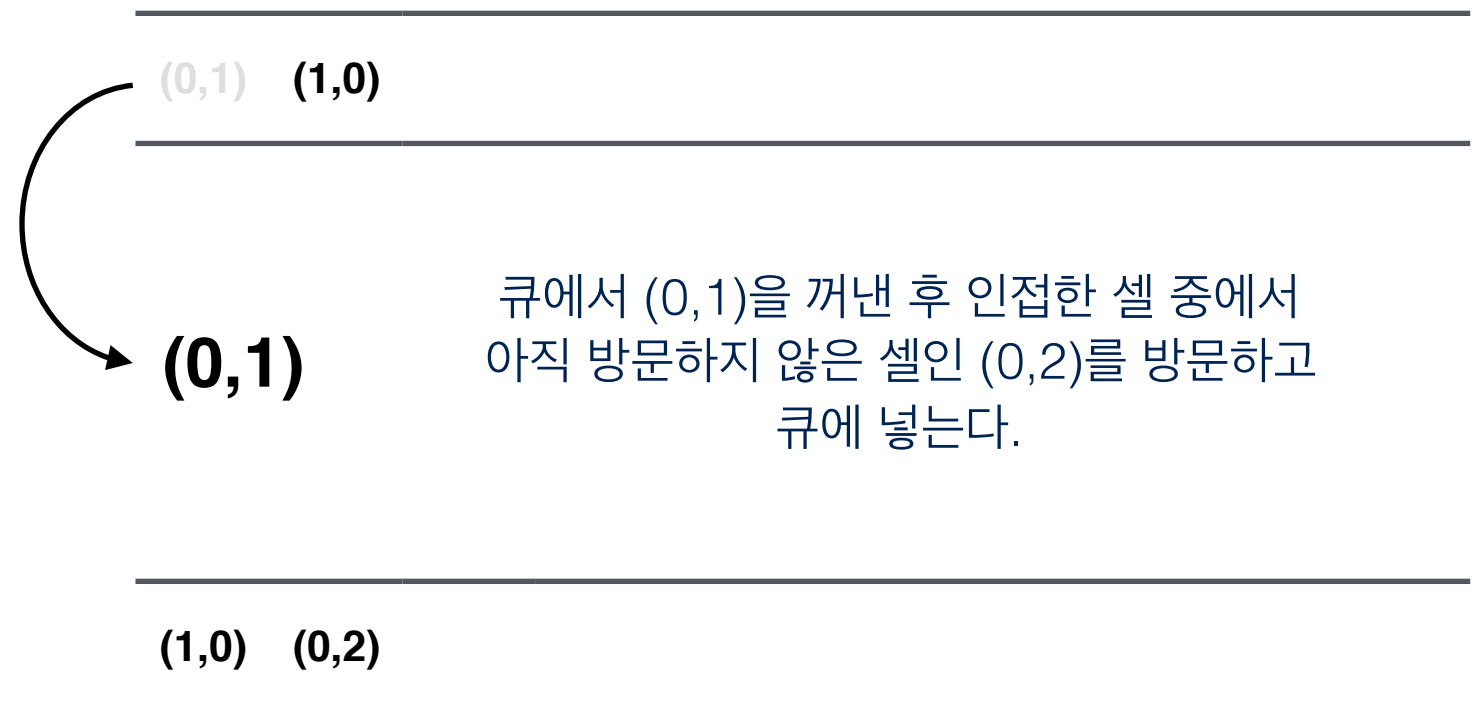 (0,1) (1,0)
(0,1)
큐에서 (0,1)을 꺼낸 후 인접한 셀 중에서
아직 방문하지 않은 셀인 (0,2)를 방문하고
큐에 넣는다.
(1,0) (0,2)